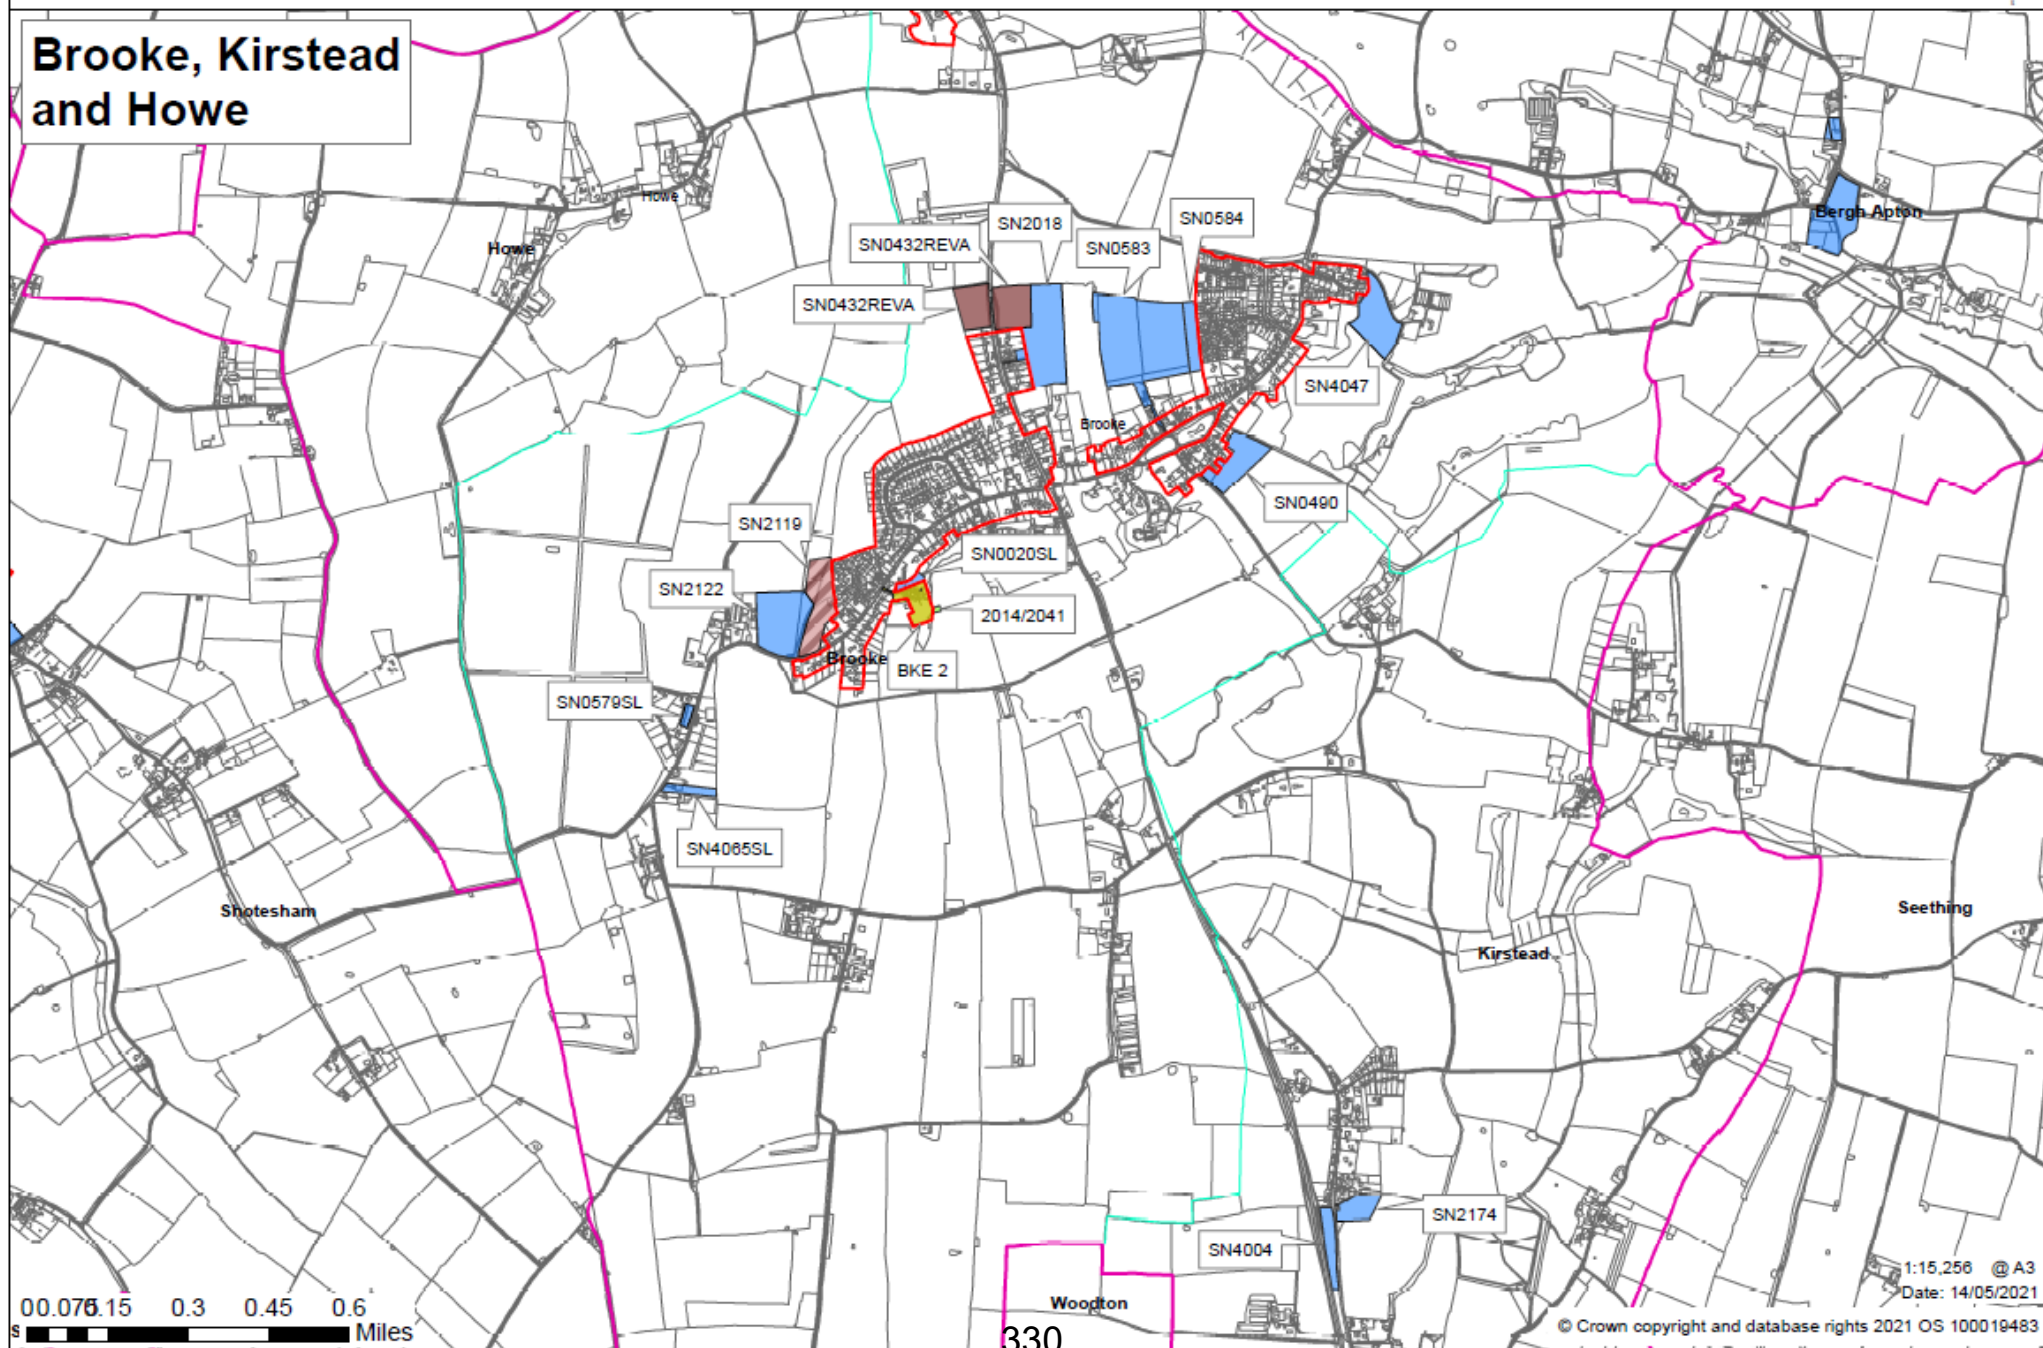 Brooke, Kirstead
and Howe
Howe
Howe
Bergh Apton
SN0432REVA
SN2018
SN0583
SN0584
SN0432REVA
SN4047
Brooke
SN0490
SN2119
SN0020SL
SN2122
2014/2041
Brooke
BKE 2
SN0579SL
SN4065SL
Shotesham
Seething
Kirstead
SN2174
SN4004
Woodton
1:15,256 @ A3
Date: 14/05/2021
0.15 0.3 0.45 0.6
Miles
330
© Crown copyright and database rights 2021 OS 100019483